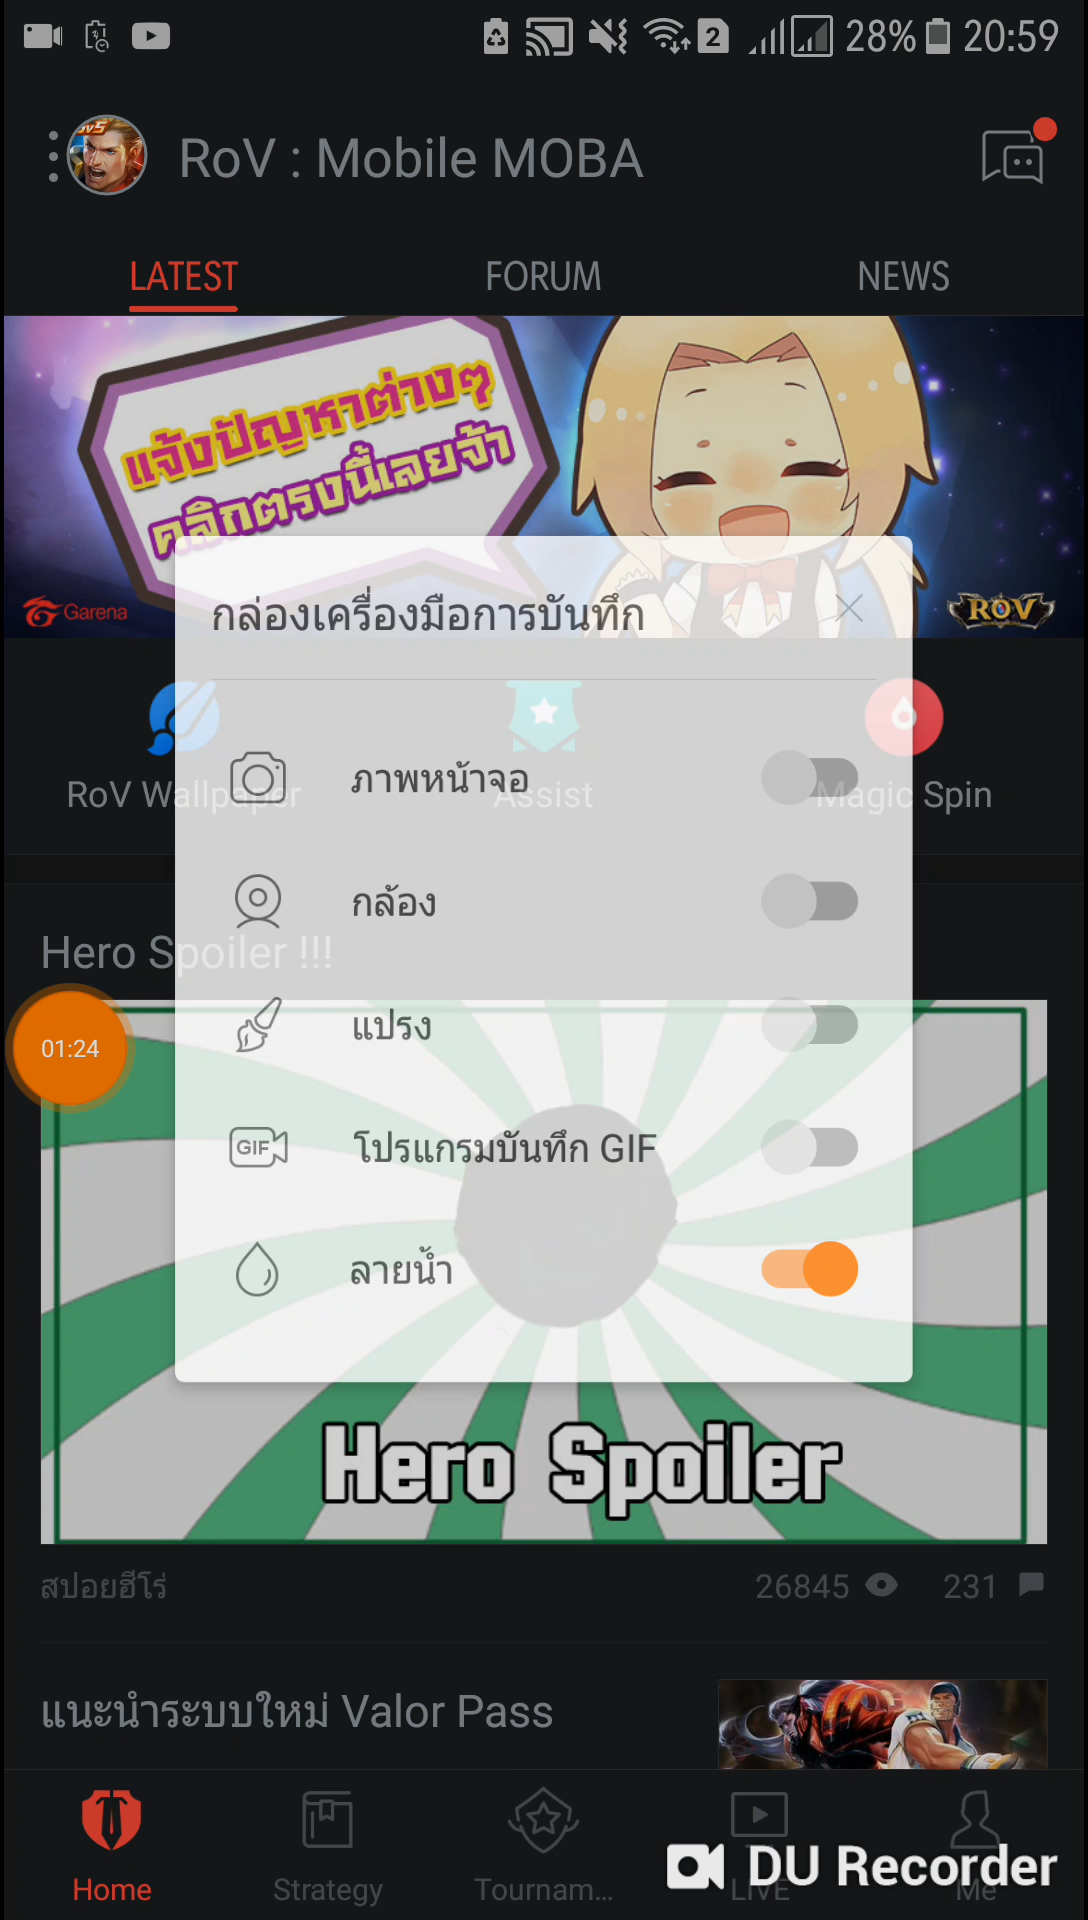 2 28% 20:59
RoV : Mobile MOBA
LATEST FORUM NEWS
แจ้งปัญหาต่างๆ
คลิกตรงนี้เลยจ้า
Garena
ROV
กล่องเครื่องมือการบันทึก
ภาพหน้าจอ
RoV Wallpaper Assist Magic Spin
กล้อง
Hero Spoiler !!!
แปรง
01:24
GIF โปรแกรมบันทึก GIF
ลายน้ำ
Hero Spoiler
สปอยฮีโร่ 26845 231
แนะนำระบบใหม่ Valor Pass
DU Recorder
Home Strategy Tournam... LIVE Me